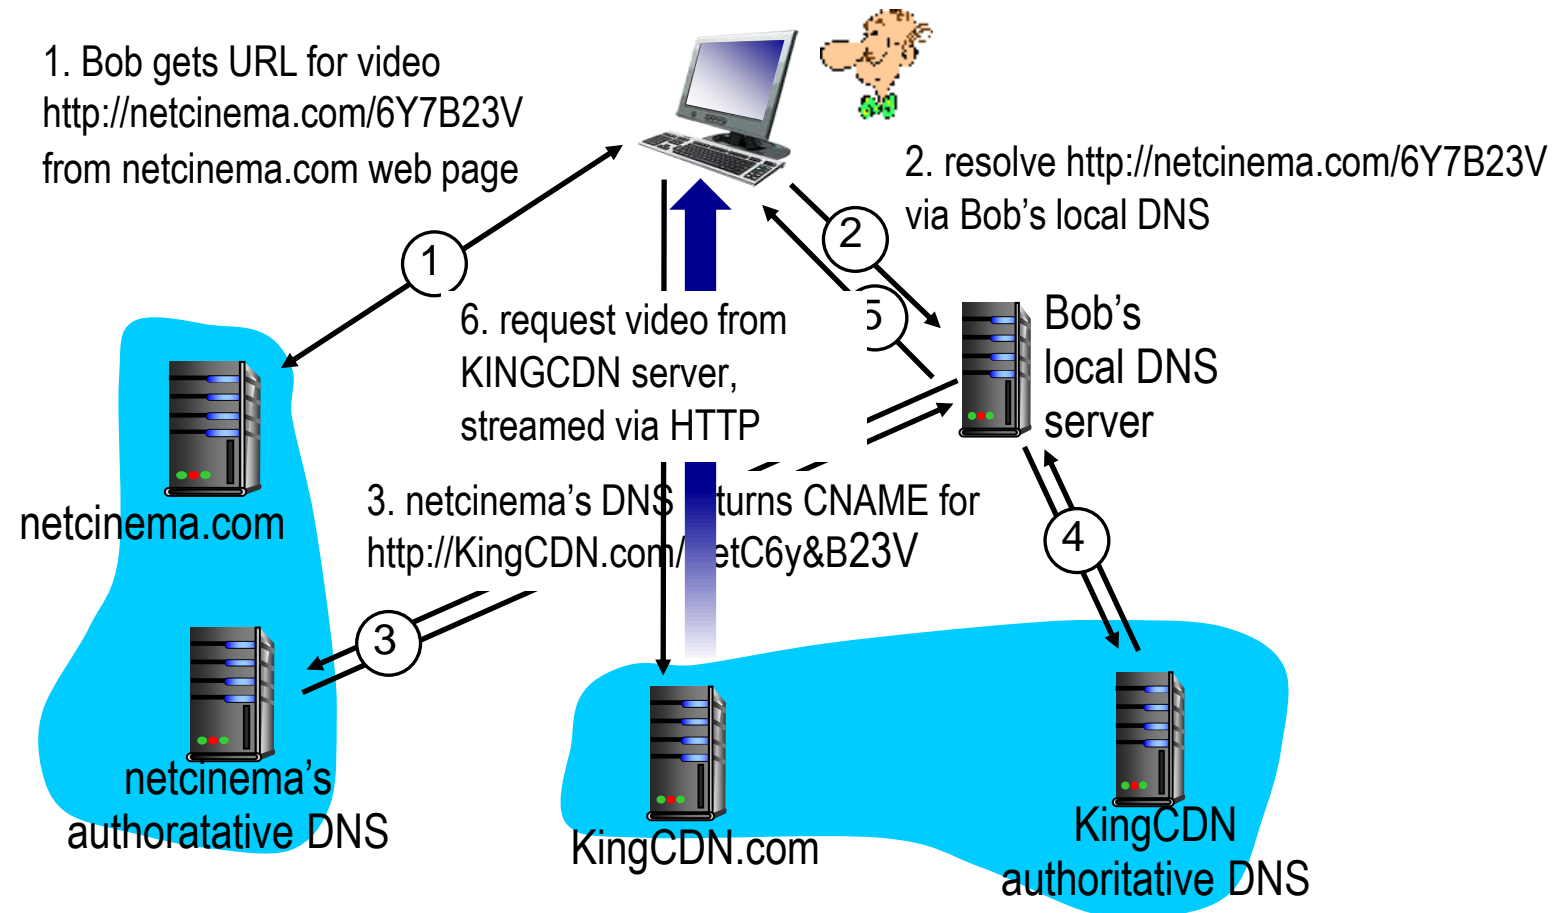 1. Bob gets URL for video
http://netcinema.com/6Y7B23V
from netcinema.com web page
2. resolve http://netcinema.com/6Y7B23V
via Bob’s local DNS
1
2
5
6. request video from
KINGCDN server,
streamed via HTTP
Bob’s
local DNS
server
netcinema.com
3. netcinema’s DNS turns CNAME for
http://KingCDN.com/ etC6y&B23V
4
3
netcinema’s
authoratative DNS
KingCDN.com
KingCDN
authoritative DNS